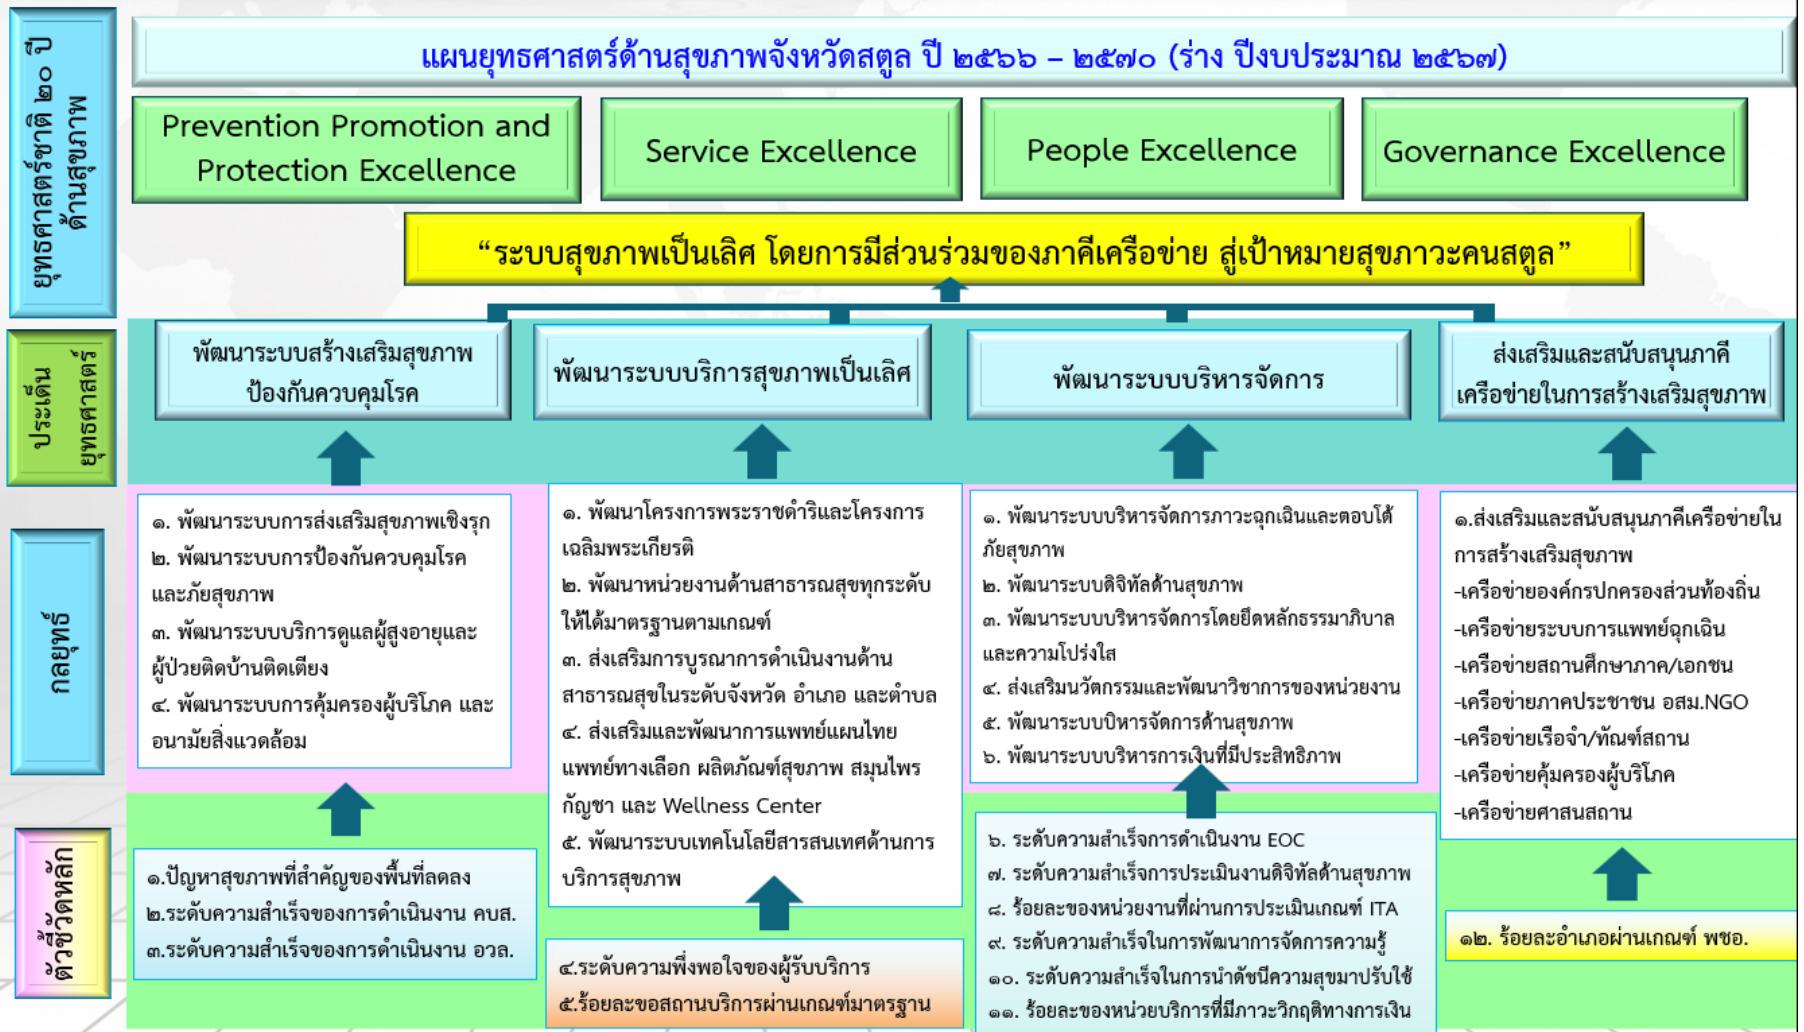 ยุทธศาสตร์ชาติ ๒๐ ปี
ด้านสุขภาพ
แผนยุทธศาสตร์ด้านสุขภาพจังหวัดสตูล ปี ๒๕๖๖ – ๒๕๗๐ (ร่าง ปีงบประมาณ ๒๕๖๗)
Prevention Promotion and
Protection Excellence
Service Excellence
People Excellence
Governance Excellence
“ระบบสุขภาพเป็นเลิศ โดยการมีส่วนร่วมของภาคีเครือข่าย สู่เป้าหมายสุขภาวะคนสตูล”
ประเด็น
ยุทธศาสตร์
พัฒนาระบบสร้างเสริมสุขภาพ
ป้องกันควบคุมโรค
พัฒนาระบบบริการสุขภาพเป็นเลิศ
พัฒนาระบบบริหารจัดการ
ส่งเสริมและสนับสนุนภาคี
เครือข่ายในการสร้างเสริมสุขภาพ
กลยุทธ์
๑. พัฒนาระบบการส่งเสริมสุขภาพเชิงรุก
๒. พัฒนาระบบการป้องกันควบคุมโรค
และภัยสุขภาพ
๓. พัฒนาระบบบริการดูแลผู้สูงอายุและ
ผู้ป่วยติดบ้านติดเตียง
๔. พัฒนาระบบการคุ้มครองผู้บริโภค และ
อนามัยสิ่งแวดล้อม
๑. พัฒนาโครงการพระราชดำริและโครงการ
เฉลิมพระเกียรติ
๒. พัฒนาหน่วยงานด้านสาธารณสุขทุกระดับ
ให้ได้มาตรฐานตามเกณฑ์
๓. ส่งเสริมการบูรณาการดำเนินงานด้าน
สาธารณสุขในระดับจังหวัด อำเภอ และตำบล
๔. ส่งเสริมและพัฒนาการแพทย์แผนไทย
แพทย์ทางเลือก ผลิตภัณฑ์สุขภาพ สมุนไพร
กัญชา และ Wellness Center
๕. พัฒนาระบบเทคโนโลยีสารสนเทศด้านการ
บริการสุขภาพ
๑. พัฒนาระบบบริหารจัดการภาวะฉุกเฉินและตอบโต้
ภัยสุขภาพ
๒. พัฒนาระบบดิจิทัลด้านสุขภาพ
๓. พัฒนาระบบบริหารจัดการโดยยึดหลักธรรมาภิบาล
และความโปร่งใส
๔. ส่งเสริมนวัตกรรมและพัฒนาวิชาการของหน่วยงาน
๕. พัฒนาระบบบิหารจัดการด้านสุขภาพ
๖. พัฒนาระบบบริหารการเงินที่มีประสิทธิภาพ
๑.ส่งเสริมและสนับสนุนภาคีเครือข่ายใน
การสร้างเสริมสุขภาพ
-เครือข่ายองค์กรปกครองส่วนท้องถิ่น
-เครือข่ายระบบการแพทย์ฉุกเฉิน
-เครือข่ายสถานศึกษาภาค/เอกชน
-เครือข่ายภาคประชาชน อสม.NGO
-เครือข่ายเรือจำ/ทัณฑ์สถาน
-เครือข่ายคุ้มครองผู้บริโภค
-เครือข่ายศาสนสถาน
ตัวชี้วัดหลัก
๑.ปัญหาสุขภาพที่สำคัญของพื้นที่ลดลง
๒.ระดับความสำเร็จของการดำเนินงาน คบส.
๓.ระดับความสำเร็จของการดำเนินงาน อวล.
๔.ระดับความพึ่งพอใจของผู้รับบริการ
๕.ร้อยละขอสถานบริการผ่านเกณฑ์มาตรฐาน
๖. ระดับความสำเร็จการดำเนินงาน EOC
๗. ระดับความสำเร็จการประเมินงานดิจิทัลด้านสุขภาพ
๘. ร้อยละของหน่วยงานที่ผ่านการประเมินเกณฑ์ ITA
๙. ระดับความสำเร็จในการพัฒนาการจัดการความรู้
๑๐. ระดับความสำเร็จในการนำดัชนีความสุขมาปรับใช้
๑๑. ร้อยละของหน่วยบริการที่มีภาวะวิกฤติทางการเงิน
๑๒. ร้อยละอำเภอผ่านเกณฑ์ พชอ.